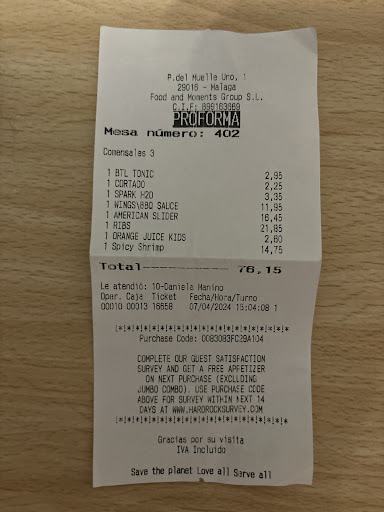 P.del Muelle Uno, 1
29016 - Malaga
Food and Moments Group S.L.
C.I.F: B99163669
PROFORMA
Mesa número: 402
Comensales 3
1 BTL TONIC 2,95
1 CORTADO 2,25
1 SPARK H2O 3,35
1 WINGS\BBQ SAUCE 11,95
1 AMERICAN SLIDER 16,45
1 RIBS 21,85
1 ORANGE JUICE KIDS 2,60
1 Spicy Shrimp 14,75
Total---------- 76,15
Le atendió: 10-Daniela Manino
Oper. Caja Ticket Fecha/Hora/Turno
00010 00013 16658 07/04/2024 15:04:08 1
|*|*|*|*|*|*|*|*|*|*|*|*|*|*|*|*|*|*
Purchase Code: 0083083FC29A104
COMPLETE OUR GUEST SATISFACTION
SURVEY AND GET A FREE APPETIZER
ON NEXT PURCHASE (EXCLUDING
JUMBO COMBO). USE PURCHASE CODE
ABOVE FOR SURVEY WITHIN NEXT 14
DAYS AT WWW.HARDROCKSURVEY.COM
|*|*|*|*|*|*|*|*|*|*|*|*|*|*|*|*|*|*
Gracias por su visita
IVA Incluido
Save the planet Love all Serve all